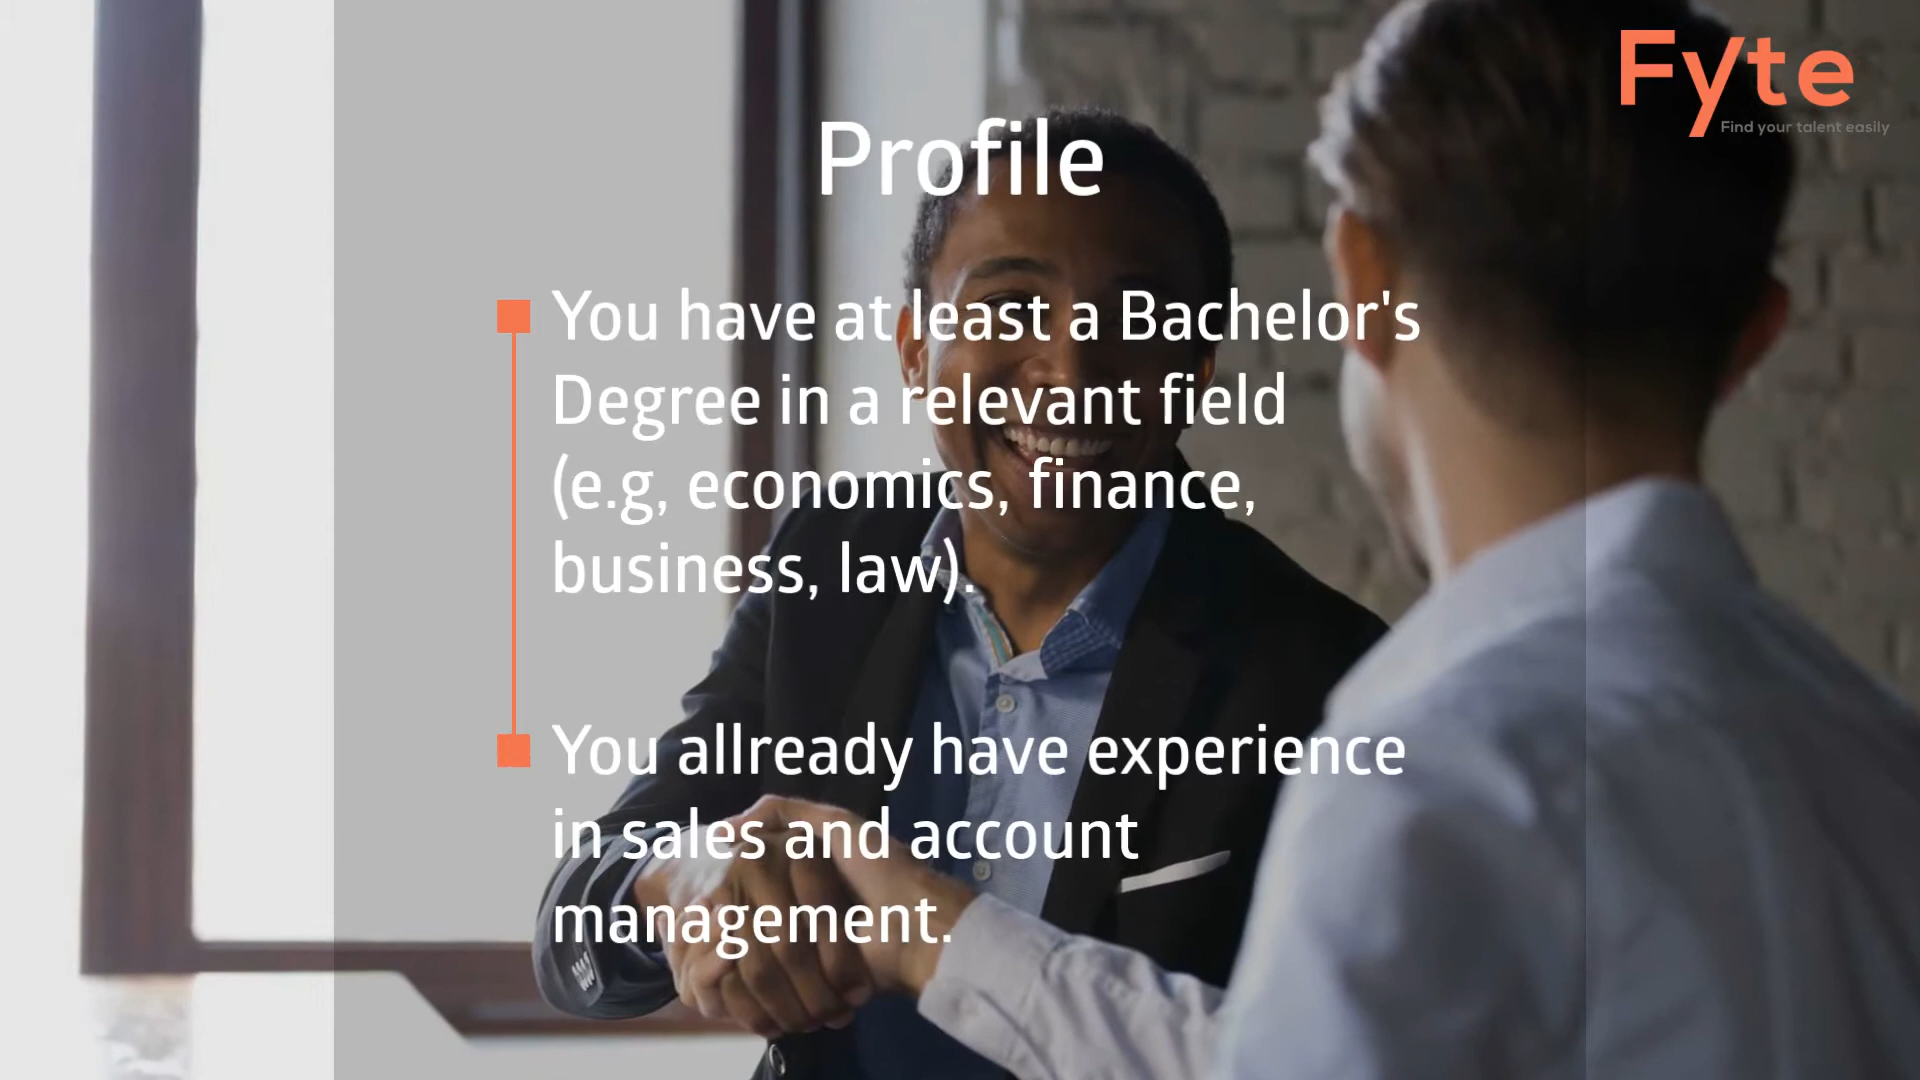 Fyte
Find your talent easily
Profile
You have at least a Bachelor's
Degree in a relevant field
(e.g, economics, finance,
business, law).
You allready have experience
in sales and account
management.